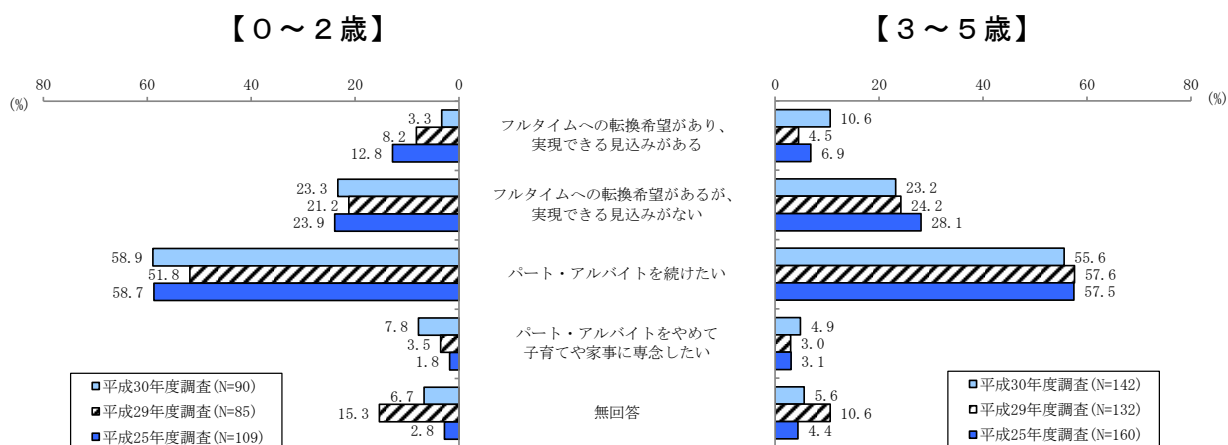 【0～2歳】
【3～5歳】
80 60 40 20 0
(%)
0 20 40 60 80
(%)
3.3
8.2
12.8
フルタイムへの転換希望があり、
実現できる見込みがある
10.6
4.5
6.9
23.3
21.2
23.9
フルタイムへの転換希望があるが、
実現できる見込みがない
23.2
24.2
28.1
58.9
51.8
58.7
パート・アルバイトを続けたい
55.6
57.6
57.5
7.8
3.5
1.8
パート・アルバイトをやめて
子育てや家事に専念したい
4.9
3.0
3.1
6.7
15.3
2.8
無回答
5.6
10.6
4.4
平成30年度調査(N=90)
平成29年度調査(N=85)
平成25年度調査(N=109)
平成30年度調査(N=142)
平成29年度調査(N=132)
平成25年度調査(N=160)